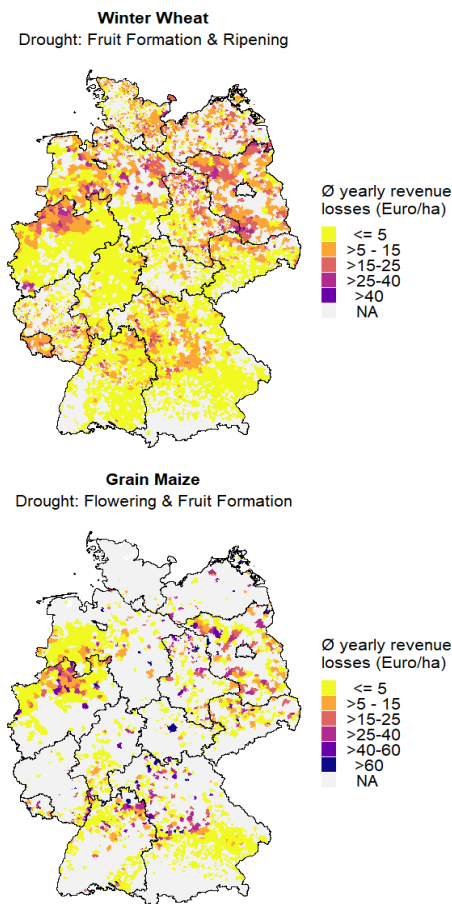 Winter Wheat
Drought: Fruit Formation & Ripening
Ø yearly revenue
losses (Euro/ha)
<= 5
>5 - 15
>15-25
>25-40
>40
NA
Grain Maize
Drought: Flowering & Fruit Formation
Ø yearly revenue
losses (Euro/ha)
<= 5
>5 - 15
>15-25
>25-40
>40-60
>60
NA